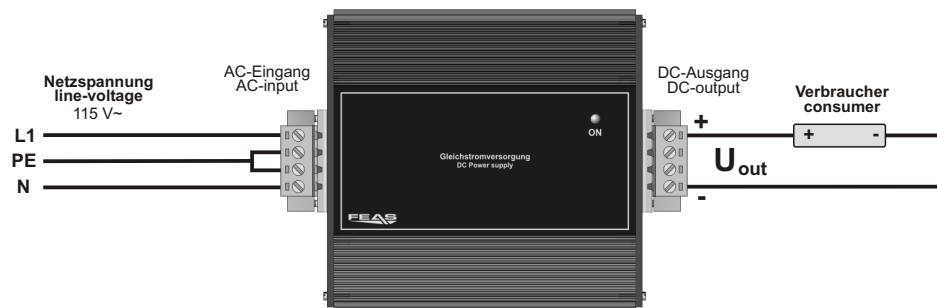 Netzspannung
line-voltage
115 V~
L1
PE
N
AC-Eingang
AC-input
Gleichstromversorgung
DC Power supply
ON
FEAS
DC-Ausgang
DC-output
+
U out
-
Verbraucher
consumer
+ -